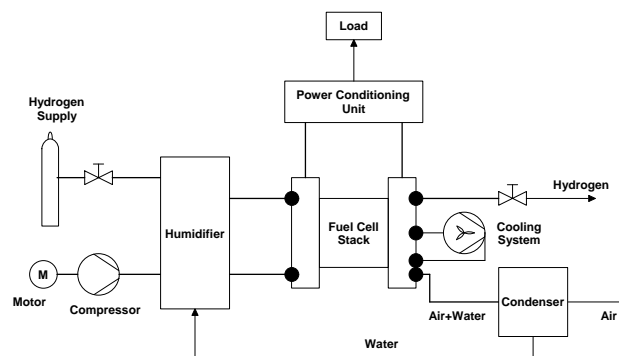 Load
Power Conditioning
Unit
Hydrogen
Supply
Hydrogen
Humidifier
Fuel Cell
Stack
Cooling
System
M
Motor
Compressor
Condenser
Air+Water
Air
Water